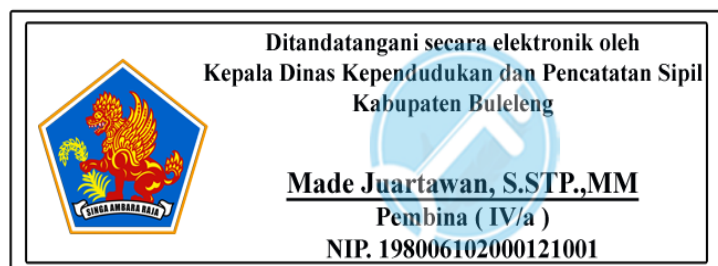 Ditandatangani secara elektronik oleh
Kepala Dinas Kependudukan dan Pencatatan Sipil
Kabupaten Buleleng
SINGA AMBARA RAJA
Made Juartawan, S.STP.,MM
Pembina ( IV/a )
NIP. 198006102000121001